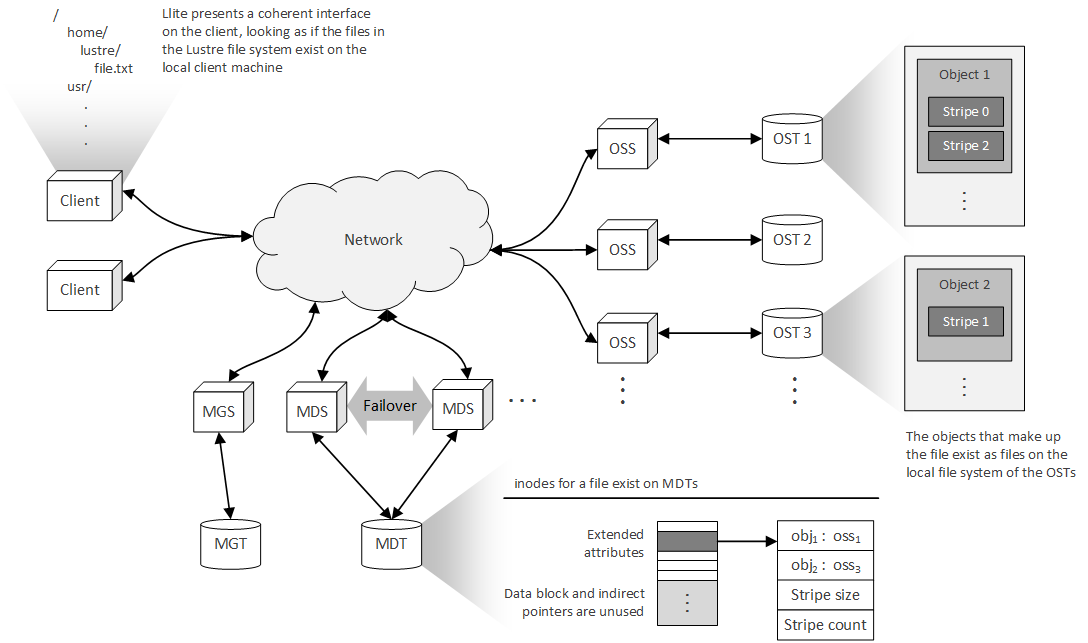 /
home/
lustre/
file.txt
usr/
.
.
.
Llite presents a coherent interface
on the client, looking as if the files in
the Lustre file system exist on the
local client machine
Client
Client
Network
OSS
OST 1
OSS
OST 2
OSS
OST 3
Object 1
Stripe 0
Stripe 2
Object 2
Stripe 1
The objects that make up
the file exist as files on the
local file system of the OSTs
MGS
MDS
Failover
MDS
...
MGT
MDT
inodes for a file exist on MDTs
Extended
attributes
Data block and indirect
pointers are unused
obj₁ : oss₁
obj₂ : oss₃
Stripe size
Stripe count